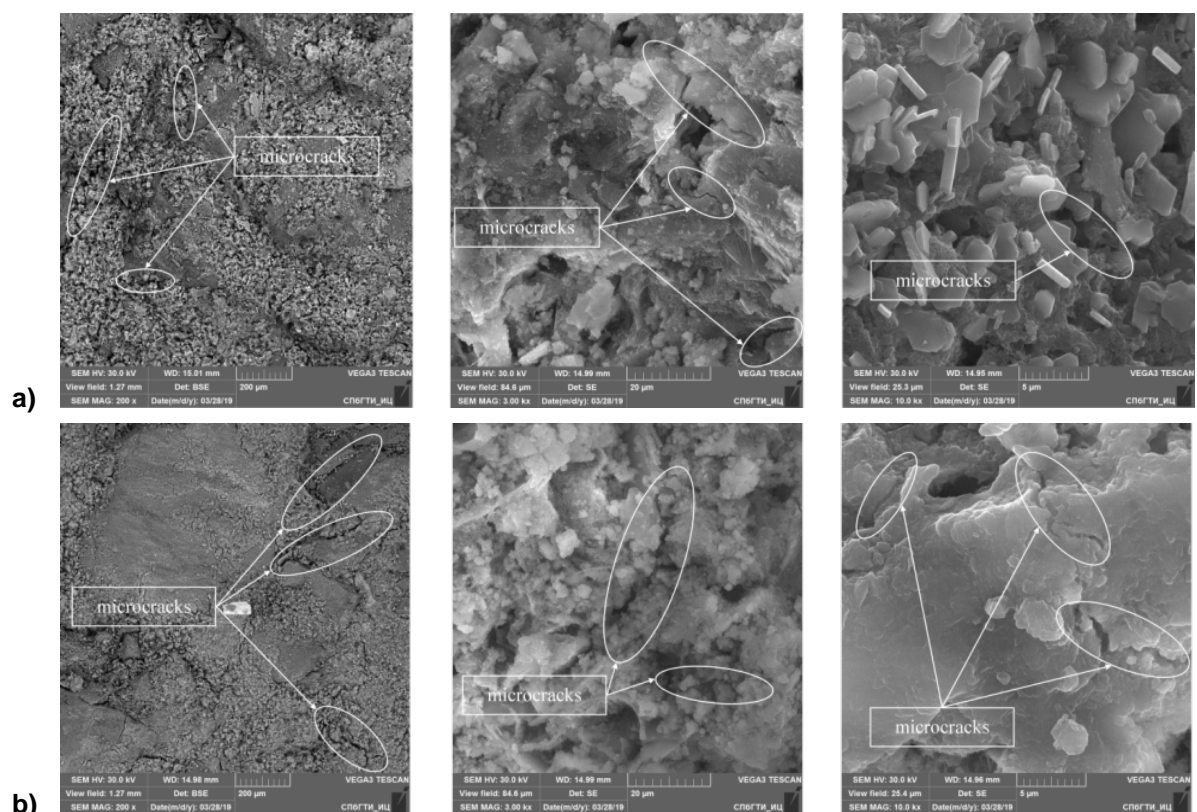 microcracks
SEM HV: 30.0 kV WD: 15.01 mm VEGA3 TESCAN
View field: 1.27 mm Det: BSE 200 µm
SEM MAG: 200 x Date(m/d/y): 03/28/19 СПбГТИ_ИЦ
microcracks
SEM HV: 30.0 kV WD: 14.99 mm VEGA3 TESCAN
View field: 84.6 µm Det: SE 20 µm
SEM MAG: 3.00 kx Date(m/d/y): 03/28/19 СПбГТИ_ИЦ
microcracks
SEM HV: 30.0 kV WD: 14.95 mm VEGA3 TESCAN
View field: 25.3 µm Det: SE 5 µm
SEM MAG: 10.0 kx Date(m/d/y): 03/28/19 СПбГТИ_ИЦ
a)
microcracks
SEM HV: 30.0 kV WD: 14.98 mm VEGA3 TESCAN
View field: 1.27 mm Det: BSE 200 µm
SEM MAG: 200 x Date(m/d/y): 03/28/19 СПбГТИ_ИЦ
microcracks
SEM HV: 30.0 kV WD: 14.99 mm VEGA3 TESCAN
View field: 84.6 µm Det: SE 20 µm
SEM MAG: 3.00 kx Date(m/d/y): 03/28/19 СПбГТИ_ИЦ
microcracks
SEM HV: 30.0 kV WD: 14.96 mm VEGA3 TESCAN
View field: 25.4 µm Det: SE 5 µm
SEM MAG: 10.0 kx Date(m/d/y): 03/28/19 СПбГТИ_ИЦ
b)